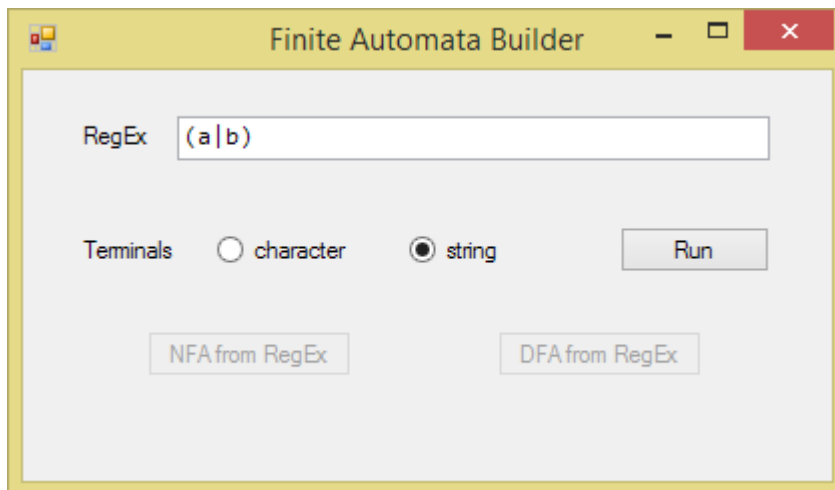 Finite Automata Builder
RegEx (a|b)
Terminals character string Run
NFA from RegEx DFA from RegEx